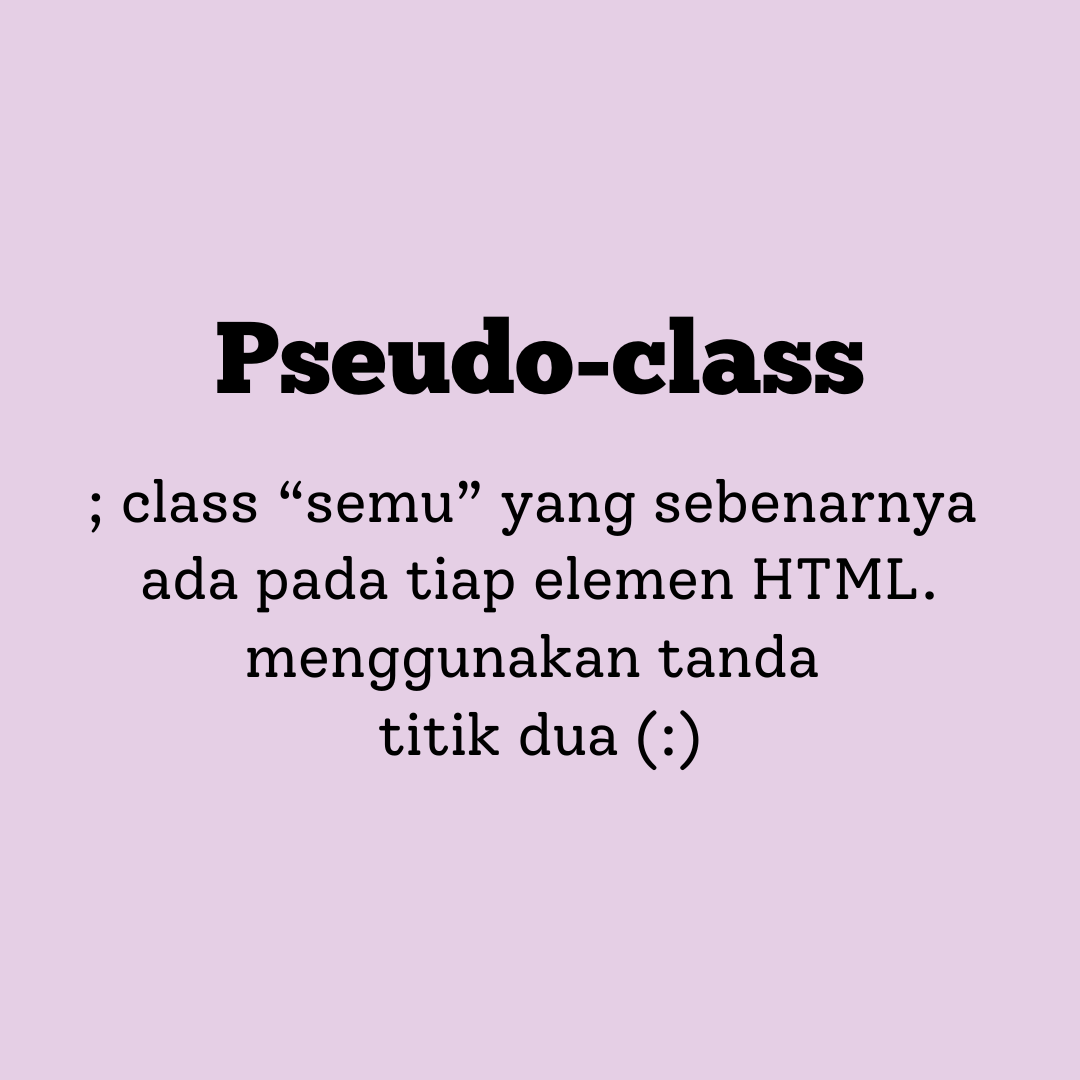 Pseudo-class
; class “semu” yang sebenarnya
ada pada tiap elemen HTML.
menggunakan tanda
titik dua (:)